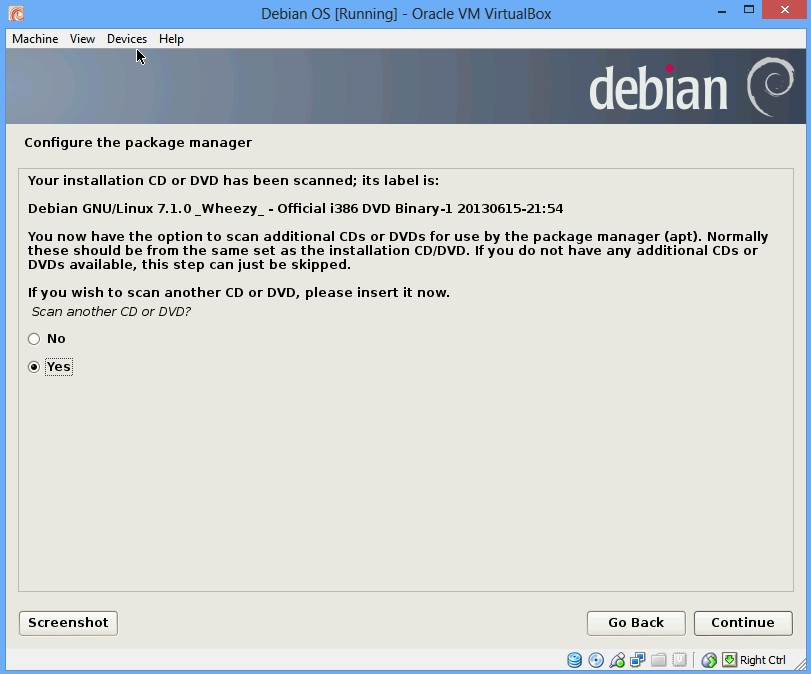 Debian OS [Running] - Oracle VM VirtualBox
Machine View Devices Help
debian
Configure the package manager
Your installation CD or DVD has been scanned; its label is:
Debian GNU/Linux 7.1.0 _Wheezy_ - Official i386 DVD Binary-1 20130615-21:54
You now have the option to scan additional CDs or DVDs for use by the package manager (apt). Normally
these should be from the same set as the installation CD/DVD. If you do not have any additional CDs or
DVDs available, this step can just be skipped.
If you wish to scan another CD or DVD, please insert it now.
Scan another CD or DVD?
No
Yes
Screenshot Go Back Continue
Right Ctrl